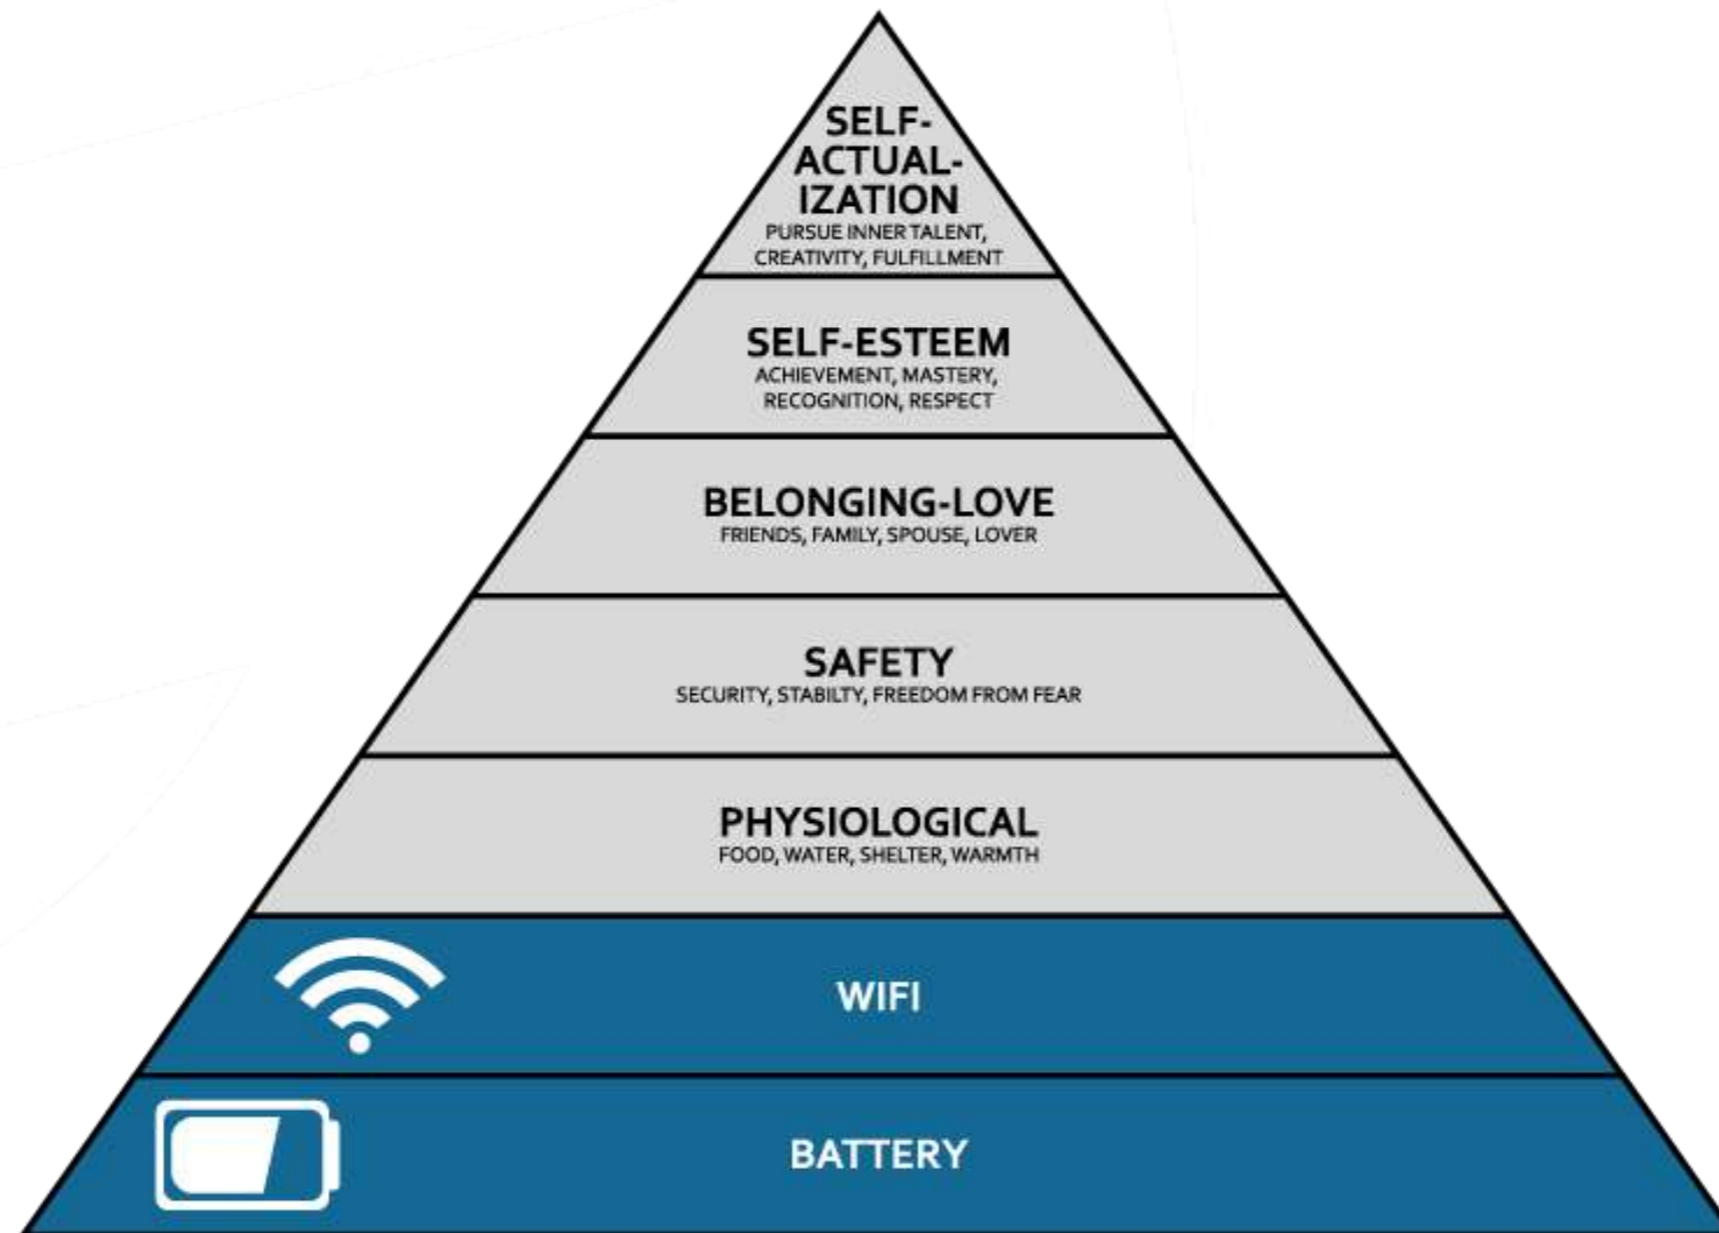 SELF-
ACTUAL-
IZATION
PURSUE INNER TALENT,
CREATIVITY, FULFILLMENT
SELF-ESTEEM
ACHIEVEMENT, MASTERY,
RECOGNITION, RESPECT
BELONGING-LOVE
FRIENDS, FAMILY, SPOUSE, LOVER
SAFETY
SECURITY, STABILTY, FREEDOM FROM FEAR
PHYSIOLOGICAL
FOOD, WATER, SHELTER, WARMTH
WIFI
BATTERY